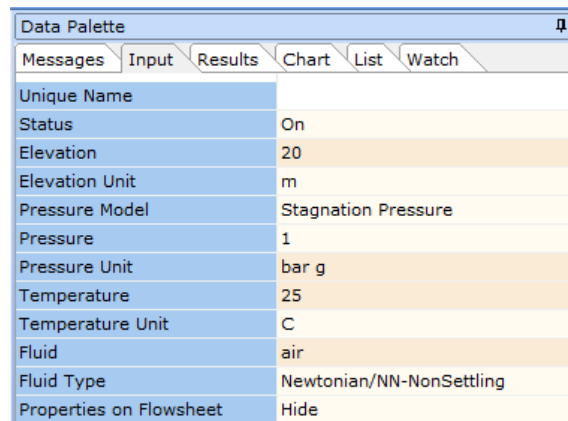 Data Palette
Messages Input Results Chart List Watch
Unique Name
Status On
Elevation 20
Elevation Unit m
Pressure Model Stagnation Pressure
Pressure 1
Pressure Unit bar g
Temperature 25
Temperature Unit C
Fluid air
Fluid Type Newtonian/NN-NonSettling
Properties on Flowsheet Hide